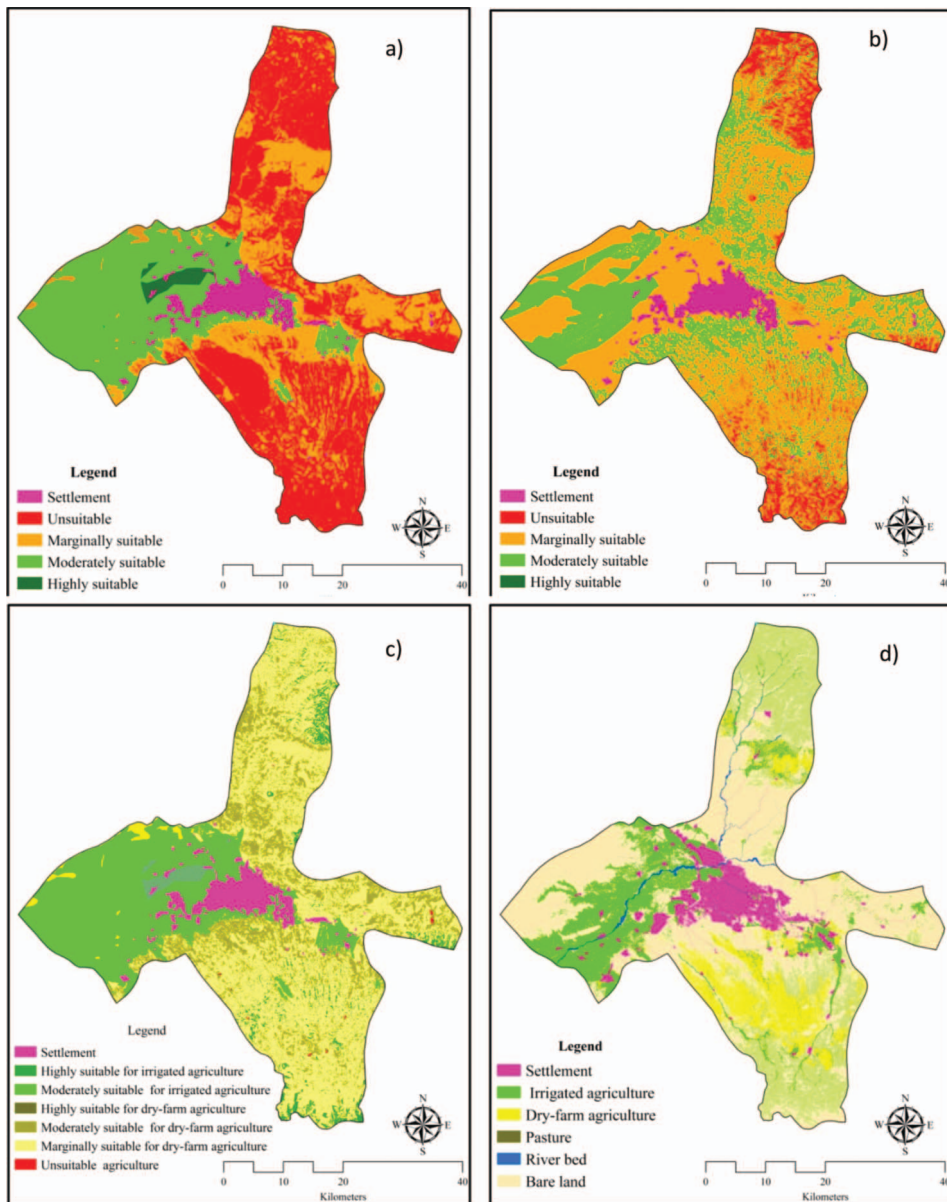 a)
Legend
Settlement
Unsuitable
Marginally suitable
Moderately suitable
Highly suitable
N
W E
S
0 10 20 40
b)
Legend
Settlement
Unsuitable
Marginally suitable
Moderately suitable
Highly suitable
N
W E
S
0 10 20 40
c)
Legend
Settlement
Highly suitable for irrigated agriculture
Moderately suitable for irrigated agriculture
Highly suitable for dry-farm agriculture
Moderately suitable for dry-farm agriculture
Marginally suitable for dry-farm agriculture
Unsuitable agriculture
N
W E
S
0 10 20 40
Kilometers
d)
Legend
Settlement
Irrigated agriculture
Dry-farm agriculture
Pasture
River bed
Bare land
N
W E
S
0 10 20 40
Kilometers